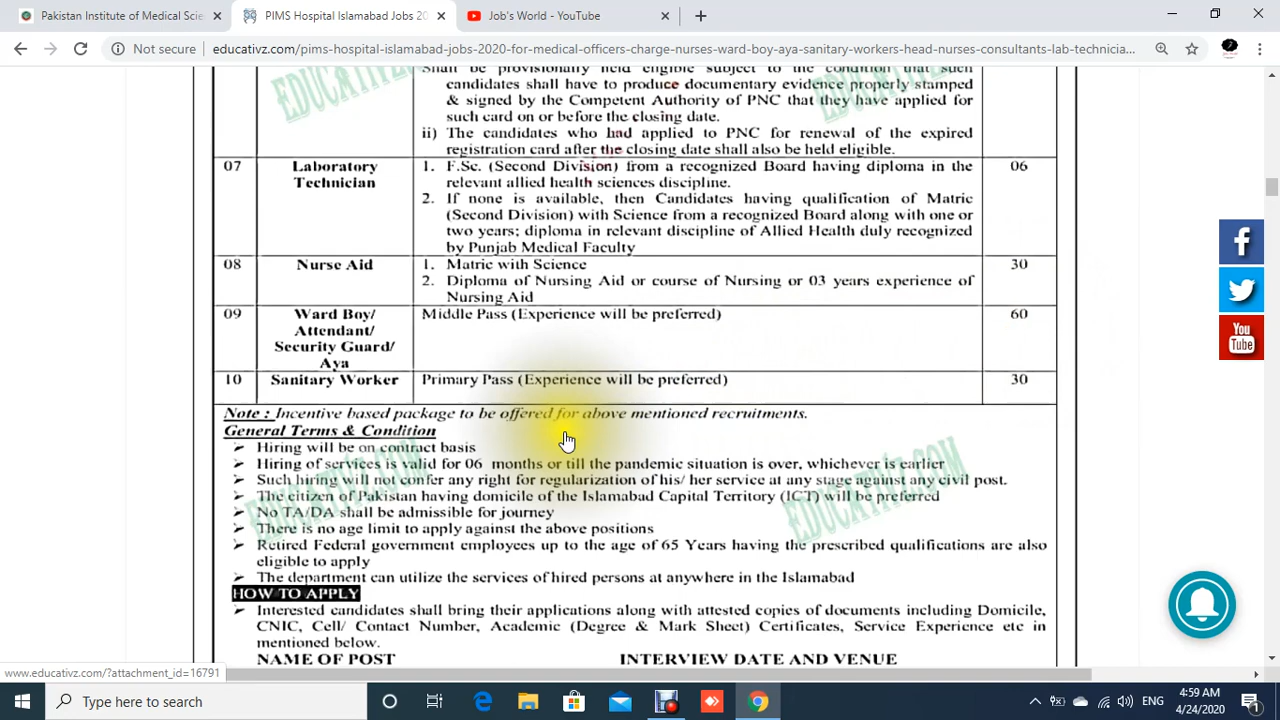 Pakistan Institute of Medical Scie
PIMS Hospital Islamabad Jobs 20
Job's World - YouTube
Not secure
educativz.com/pims-hospital-islamabad-jobs-2020-for-medical-officers-charge-nurses-ward-boy-aya-sanitary-workers-head-nurses-consultants-lab-technicia...
EDUCATIVZ
EDUCATIVZ
Shall be provisionally held eligible subject to the condition that such
candidates shall have to produce documentary evidence properly stamped
& signed by the Competent Authority of PNC that they have applied for
such card on or before the closing date.
ii) The candidates who had applied to PNC for renewal of the expired
registration card after the closing date shall also be held eligible.
07 Laboratory Technician 1. F.Sc. (Second Division) from a recognized Board having diploma in the 06
relevant allied health sciences discipline.
2. If none is available, then Candidates having qualification of Matric
(Second Division) with Science from a recognized Board along with one or
two years; diploma in relevant discipline of Allied Health duly recognized
by Punjab Medical Faculty
08 Nurse Aid 1. Matric with Science 30
2. Diploma of Nursing Aid or course of Nursing or 03 years experience of
Nursing Aid
09 Ward Boy/ Middle Pass (Experience will be preferred) 60
Attendant/
Security Guard/
Aya
10 Sanitary Worker Primary Pass (Experience will be preferred) 30
Note : Incentive based package to be offered for above mentioned recruitments.
General Terms & Condition
➢ Hiring will be on contract basis
➢ Hiring of services is valid for 06 months or till the pandemic situation is over, whichever is earlier
➢ Such hiring will not confer any right for regularization of his/ her service at any stage against any civil post.
➢ The citizen of Pakistan having domicile of the Islamabad Capital Territory (ICT) will be preferred
➢ No TA/DA shall be admissible for journey
➢ There is no age limit to apply against the above positions
➢ Retired Federal government employees up to the age of 65 Years having the prescribed qualifications are also
eligible to apply
➢ The department can utilize the services of hired persons at anywhere in the Islamabad
EDUCATIVZ
EDUCATIVZ
HOW TO APPLY
➢ Interested candidates shall bring their applications along with attested copies of documents including Domicile,
CNIC, Cell/ Contact Number, Academic (Degree & Mark Sheet) Certificates, Service Experience etc in
mentioned below.
NAME OF POST INTERVIEW DATE AND VENUE
You
Tube
www.educativz.com/?attachment_id=16791
Type here to search
ENG
4:59 AM
4/24/2020
1